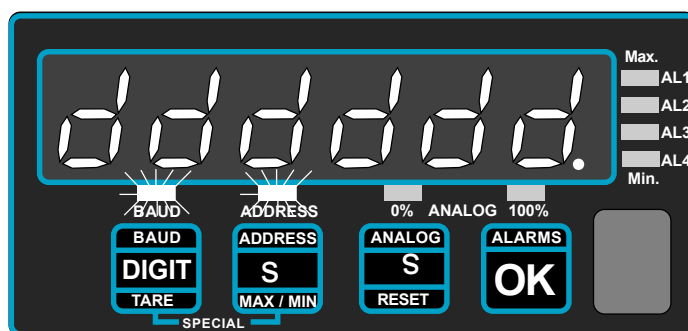 dddddd.
Max.
AL1
AL2
AL3
AL4
Min.
BAUD ADDRESS 0% ANALOG 100%
BAUD ADDRESS ANALOG ALARMS
DIGIT S S OK
TARE MAX / MIN RESET
SPECIAL